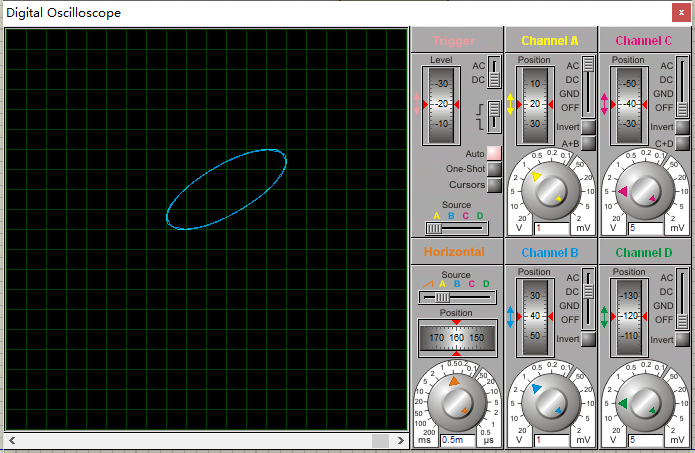 Digital Oscilloscope
x
Trigger
Level
-30
-20
-10
AC
DC
Auto
One-Shot
Cursors
Source
A B C D
Channel A
Position
10
20
30
AC
DC
GND
OFF
Invert
A+B
20 10 5 2 1 0.5 0.2 0.1 50 20 10 5 2
V 1 mV
Channel C
Position
-50
-40
-30
AC
DC
GND
OFF
Invert
C+D
20 10 5 2 1 0.5 0.2 0.1 50 20 10 5 2
V 5 mV
Horizontal
Source
A B C D
Position
170 160 150
200 100 50 20 10 5 2 1 0.5 0.2 0.1 50 20 10 5 2 1 0.5
ms 0.5m µs
Channel B
Position
30
40
50
AC
DC
GND
OFF
Invert
20 10 5 2 1 0.5 0.2 0.1 50 20 10 5 2
V 1 mV
Channel D
Position
-130
-120
-110
AC
DC
GND
OFF
Invert
20 10 5 2 1 0.5 0.2 0.1 50 20 10 5 2
V 5 mV